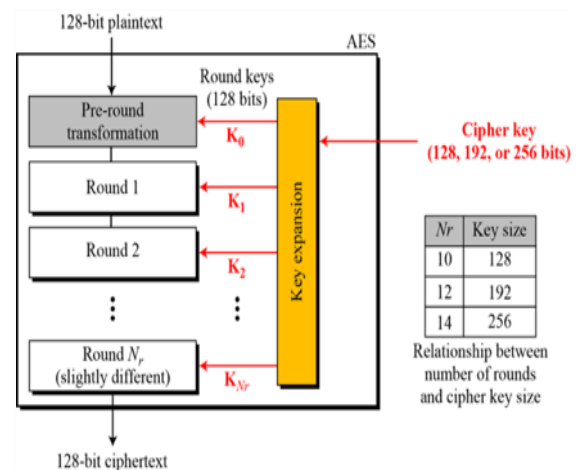 128-bit plaintext
AES
Round keys
(128 bits)
Pre-round
transformation
K0
Cipher key
(128, 192, or 256 bits)
Round 1
K1
Round 2
K2
Key expansion
Nr Key size
10 128
12 192
14 256
Relationship between
number of rounds
and cipher key size
Round Nr
(slightly different)
KNr
128-bit ciphertext